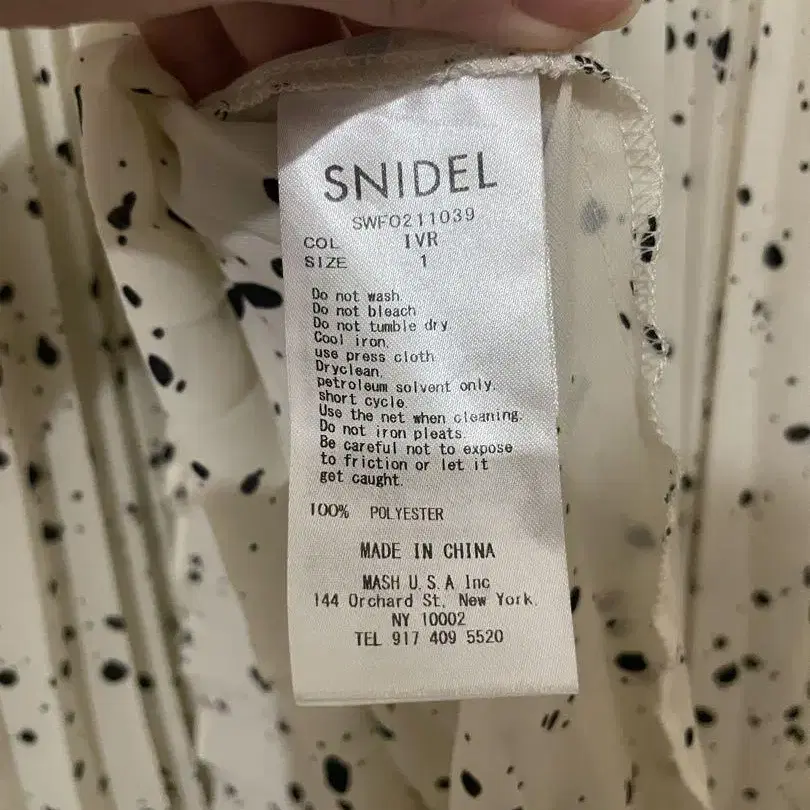 SNIDEL
SWFO211039
COL IVR
SIZE 1
Do not wash.
Do not bleach
Do not tumble dry.
Cool iron.
use press cloth
Dryclean.
petroleum solvent only.
short cycle.
Use the net when cleaning.
Do not iron pleats.
Be careful not to expose
to friction or let it
get caught.
100% POLYESTER
MADE IN CHINA
MASH U.S.A Inc
144 Orchard St, New York,
NY 10002
TEL 917 409 5520